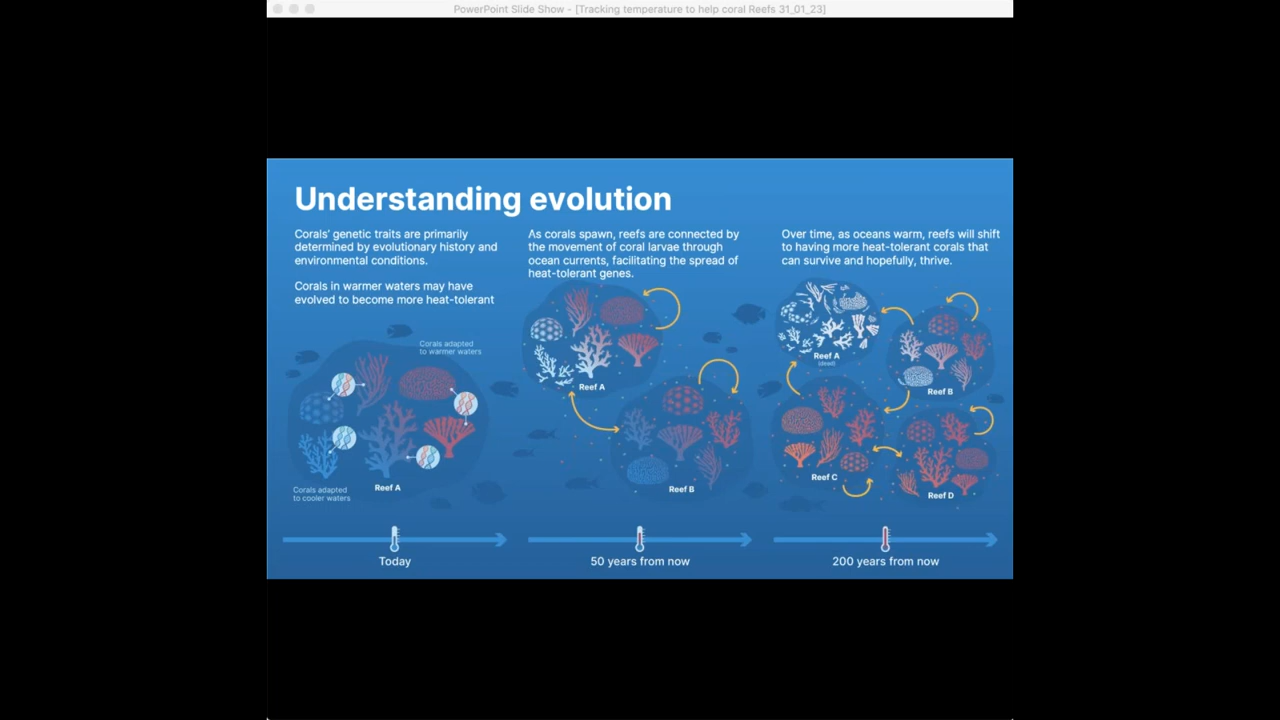 PowerPoint Slide Show - [Tracking temperature to help coral Reefs 31_01_23]
Understanding evolution
Corals' genetic traits are primarily
determined by evolutionary history and
environmental conditions.
Corals in warmer waters may have
evolved to become more heat-tolerant
Corals adapted
to warmer waters
Corals adapted
to cooler waters
Reef A
Today
As corals spawn, reefs are connected by
the movement of coral larvae through
ocean currents, facilitating the spread of
heat-tolerant genes.
Reef A
Reef B
50 years from now
Over time, as oceans warm, reefs will shift
to having more heat-tolerant corals that
can survive and hopefully, thrive.
Reef A
(dead)
Reef B
Reef C
Reef D
200 years from now